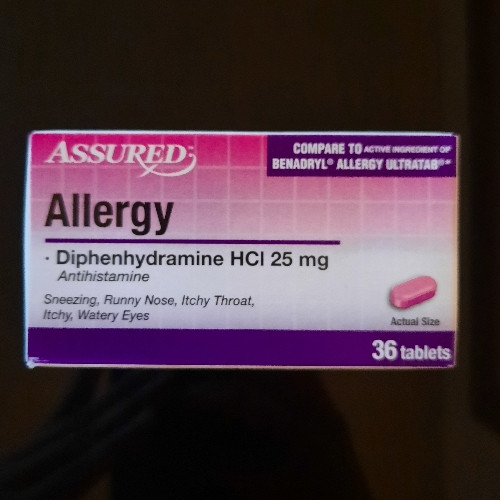 ASSURED™
COMPARE TO ACTIVE INGREDIENT OF
BENADRYL® ALLERGY ULTRATAB®*
Allergy
· Diphenhydramine HCl 25 mg
Antihistamine
Sneezing, Runny Nose, Itchy Throat,
Itchy, Watery Eyes
Actual Size
36 tablets